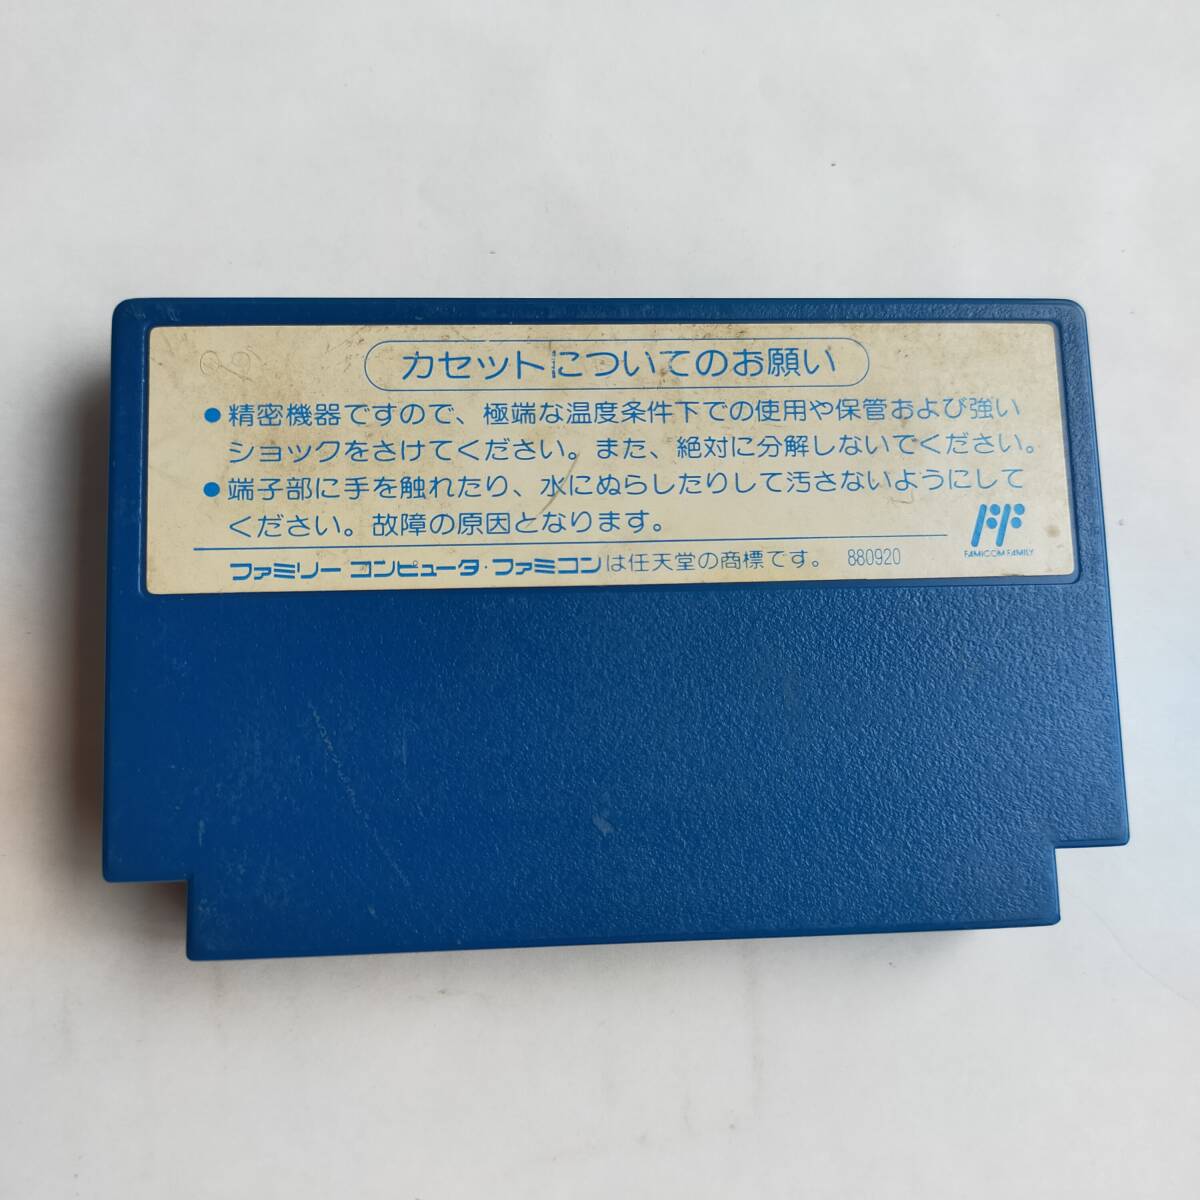 カセットについてのお願い
●精密機器ですので、極端な温度条件下での使用や保管および強い
ショックをさけてください。また、絶対に分解しないでください。
●端子部に手を触れたり、水にぬらしたりして汚さないようにして
ください。故障の原因となります。
FAMICOM FAMILY
ファミリー コンピュータ・ファミコンは任天堂の商標です。 880920